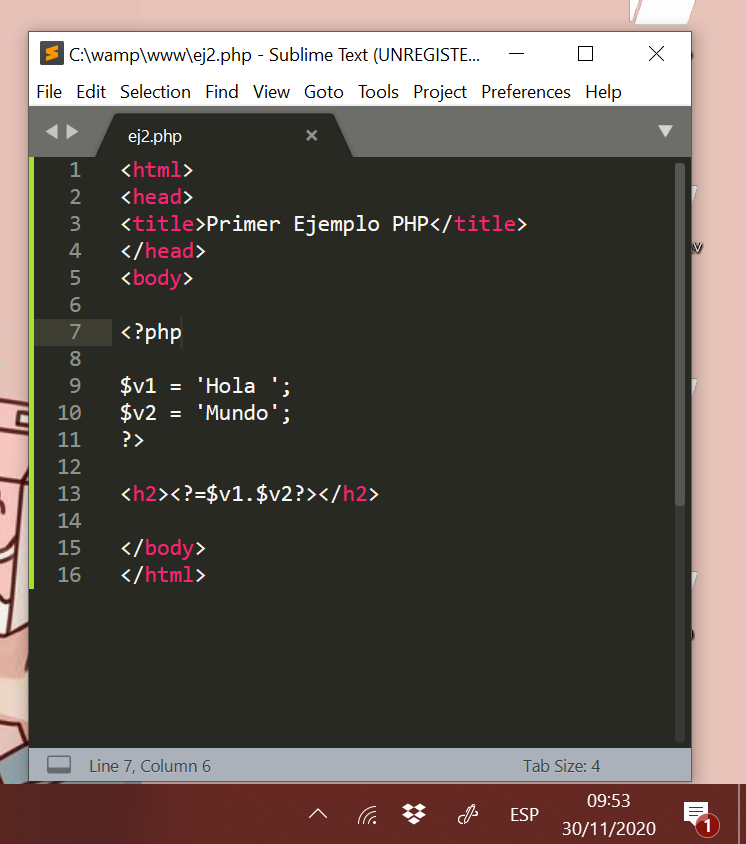 C:\wamp\www\ej2.php - Sublime Text (UNREGISTE...
File Edit Selection Find View Goto Tools Project Preferences Help
ej2.php
1 <html>
2 <head>
3 <title>Primer Ejemplo PHP</title>
4 </head>
5 <body>
6
7 <?php
8
9 $v1 = 'Hola ';
10 $v2 = 'Mundo';
11 ?>
12
13 <h2><?=$v1.$v2?></h2>
14
15 </body>
16 </html>
Line 7, Column 6 Tab Size: 4
ESP
09:53
30/11/2020
1